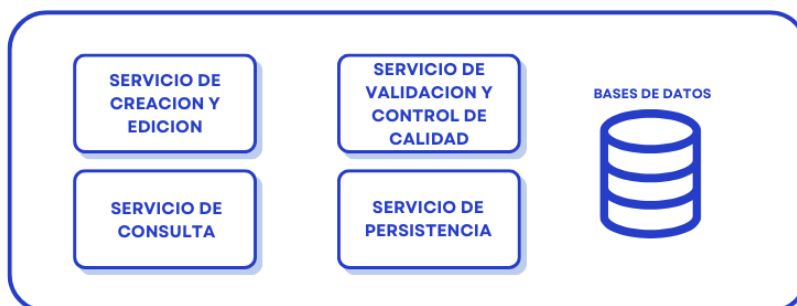 SERVICIO DE
CREACION Y
EDICION
SERVICIO DE
VALIDACION Y
CONTROL DE
CALIDAD
BASES DE DATOS
SERVICIO DE
CONSULTA
SERVICIO DE
PERSISTENCIA